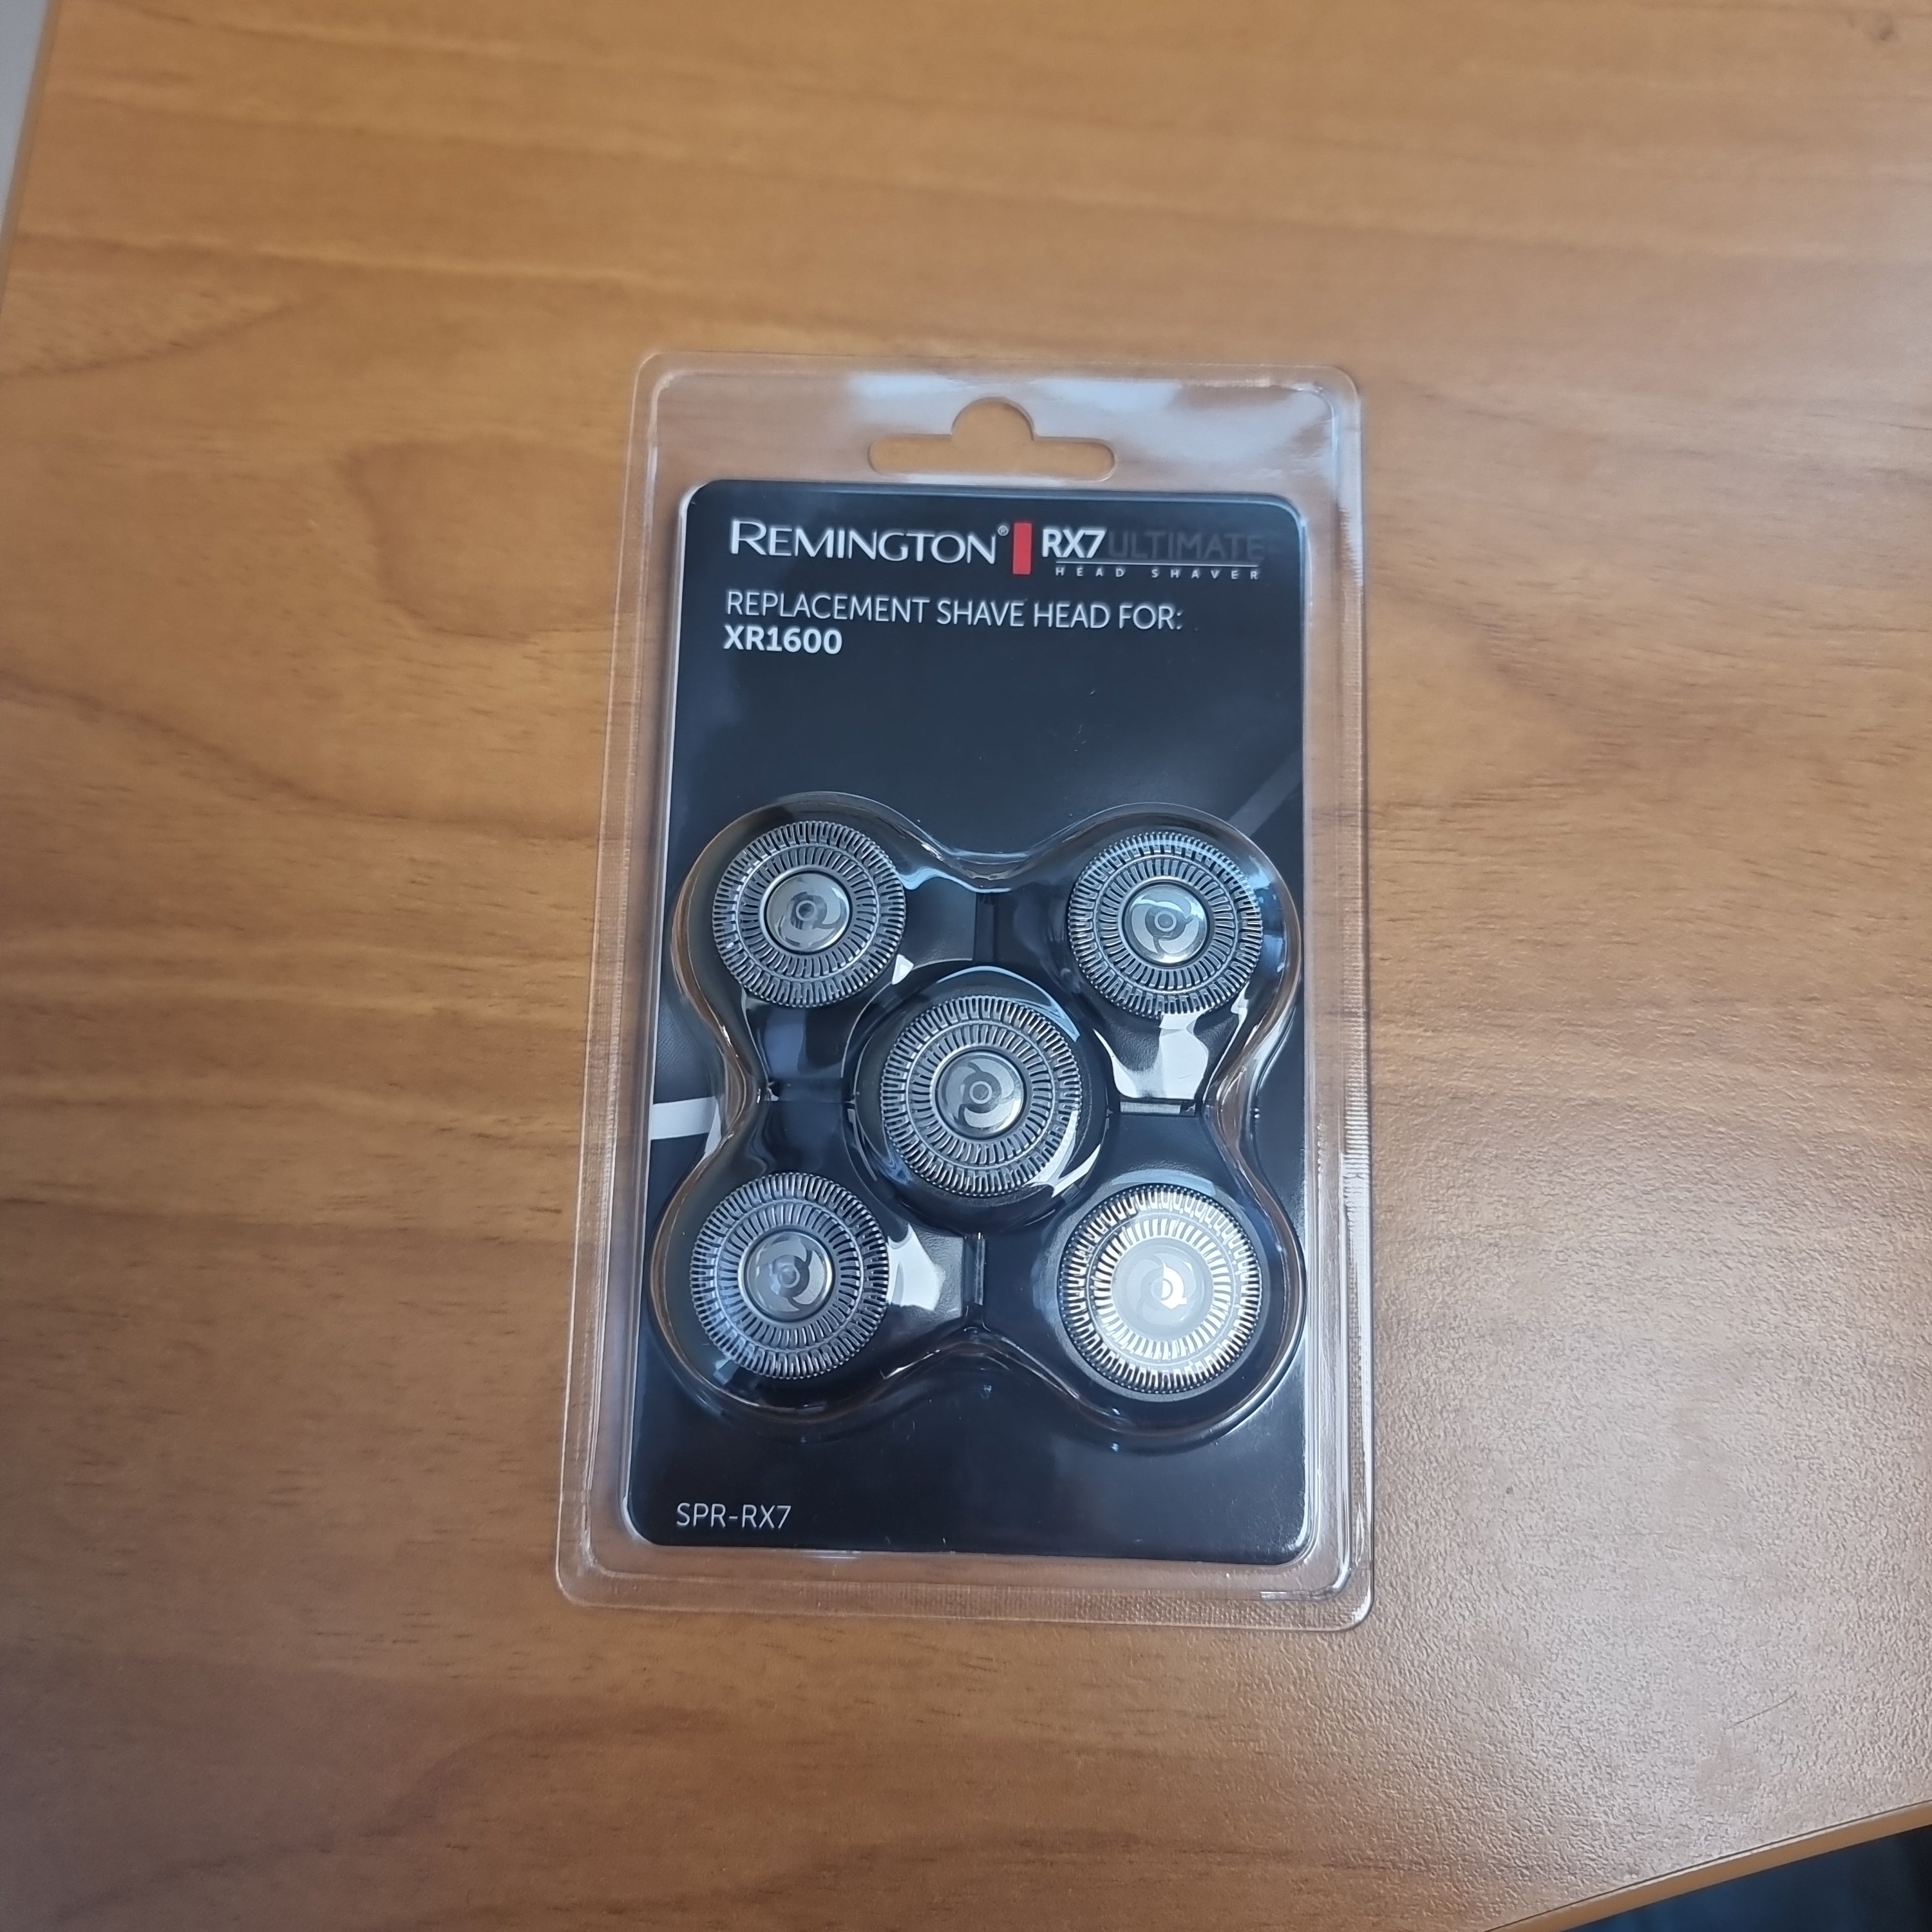 REMINGTON® RX7 ULTIMATE
HEAD SHAVER
REPLACEMENT SHAVE HEAD FOR:
XR1600
SPR-RX7